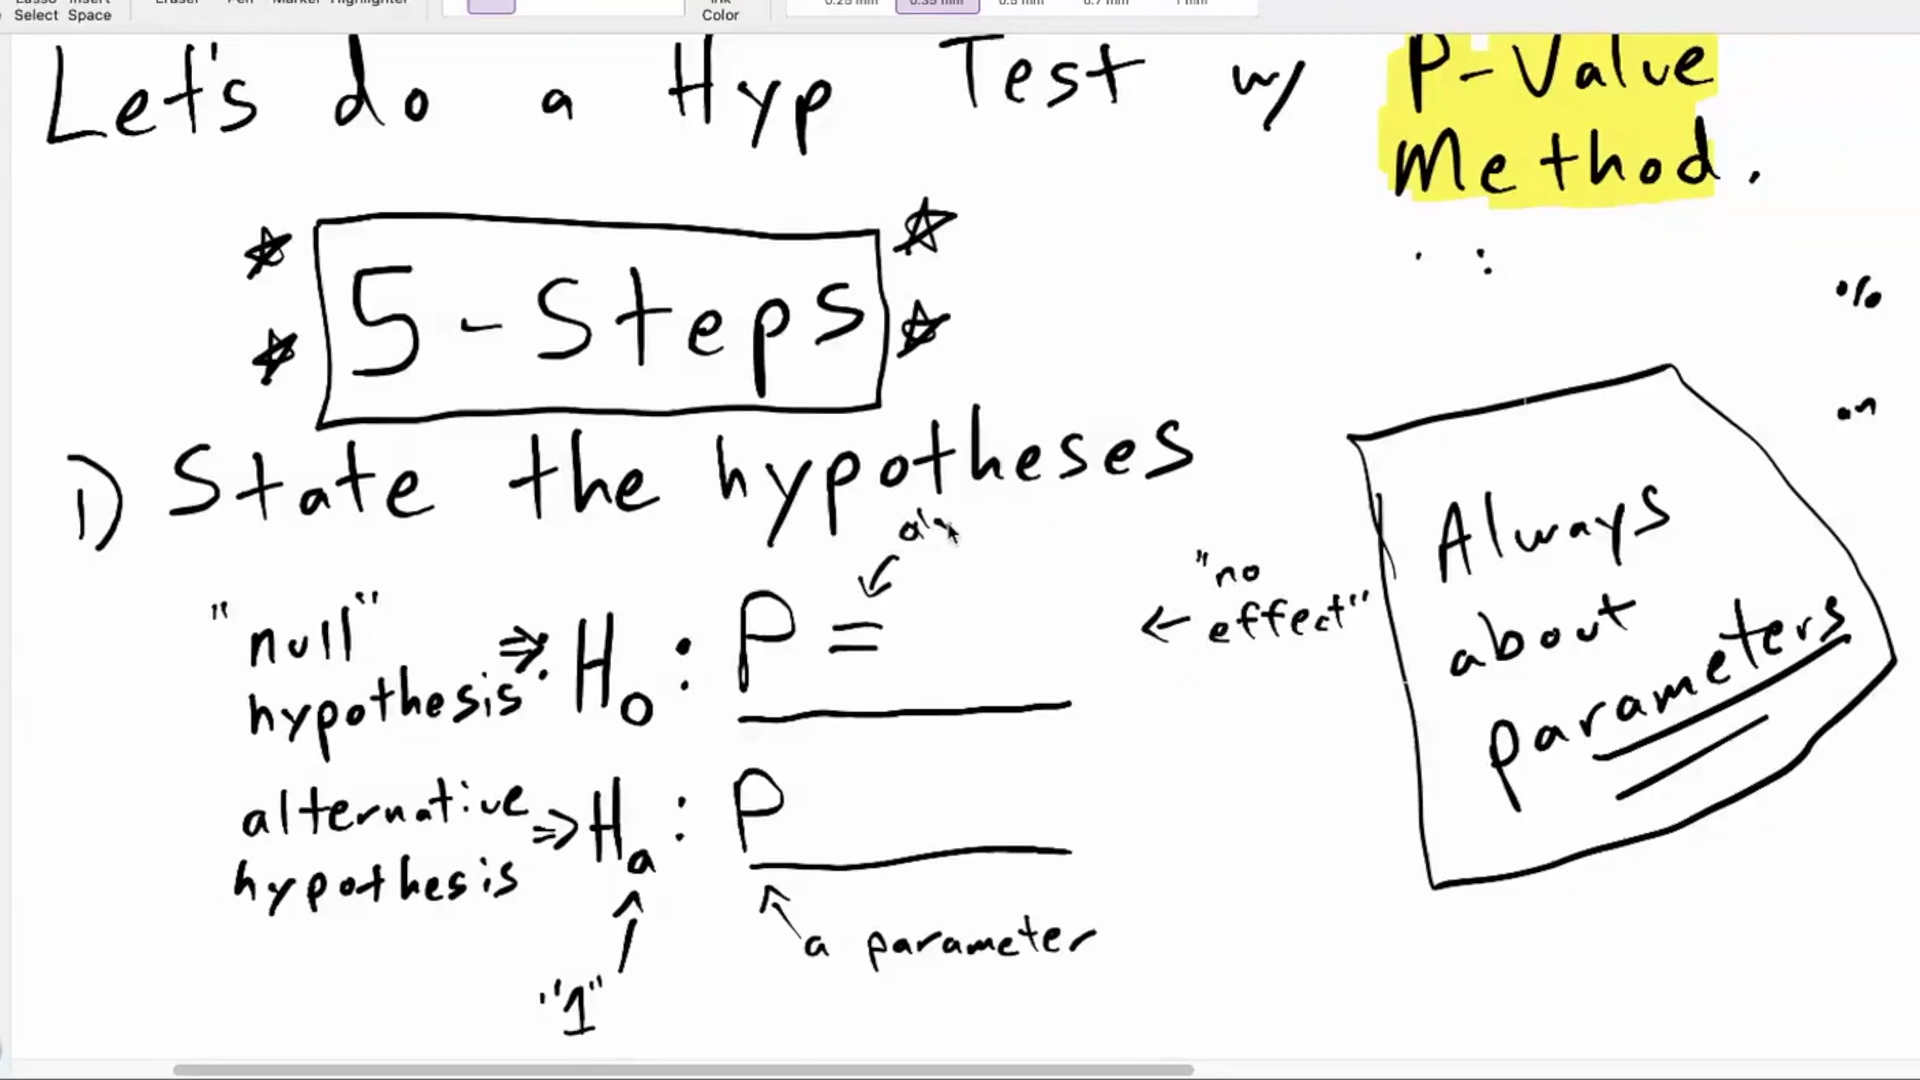 Select Space
Color
Let's do a Hyp Test w/ P-Value
Method.
5-Steps
1) State the hypotheses
"no
effect"
"null"
hypothesis
H0 : P =
alternative
hypothesis
Ha : P
a parameter
"1"
Always
about
parameters